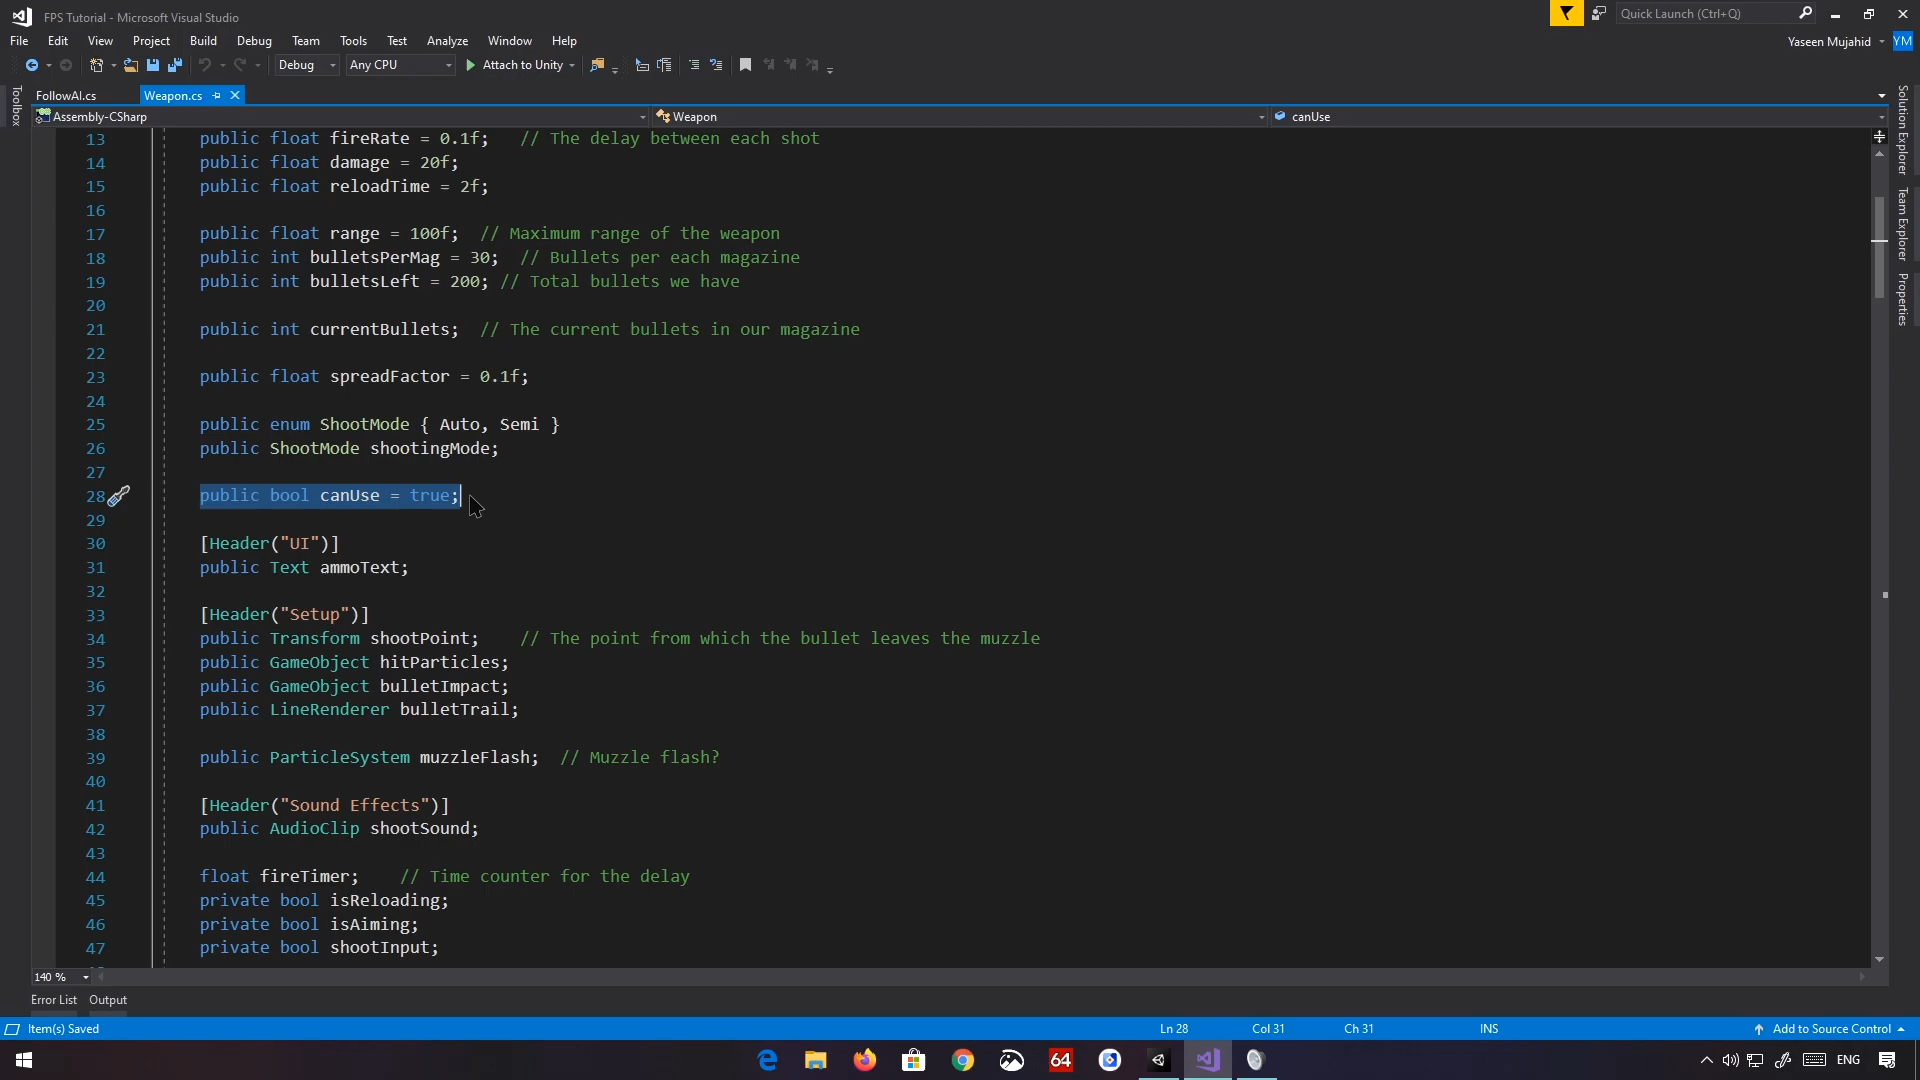 FPS Tutorial - Microsoft Visual Studio
Quick Launch (Ctrl+Q)
File Edit View Project Build Debug Team Tools Test Analyze Window Help
Yaseen Mujahid YM
Debug Any CPU Attach to Unity
Toolbox
FollowAI.cs Weapon.cs
Assembly-CSharp Weapon canUse
13 public float fireRate = 0.1f; // The delay between each shot
14 public float damage = 20f;
15 public float reloadTime = 2f;
16
17 public float range = 100f; // Maximum range of the weapon
18 public int bulletsPerMag = 30; // Bullets per each magazine
19 public int bulletsLeft = 200; // Total bullets we have
20
21 public int currentBullets; // The current bullets in our magazine
22
23 public float spreadFactor = 0.1f;
24
25 public enum ShootMode { Auto, Semi }
26 public ShootMode shootingMode;
27
28 public bool canUse = true;
29
30 [Header("UI")]
31 public Text ammoText;
32
33 [Header("Setup")]
34 public Transform shootPoint; // The point from which the bullet leaves the muzzle
35 public GameObject hitParticles;
36 public GameObject bulletImpact;
37 public LineRenderer bulletTrail;
38
39 public ParticleSystem muzzleFlash; // Muzzle flash?
40
41 [Header("Sound Effects")]
42 public AudioClip shootSound;
43
44 float fireTimer; // Time counter for the delay
45 private bool isReloading;
46 private bool isAiming;
47 private bool shootInput;
Solution Explorer
Team Explorer
Properties
140 %
Error List Output
Item(s) Saved Ln 28 Col 31 Ch 31 INS Add to Source Control
64 ENG